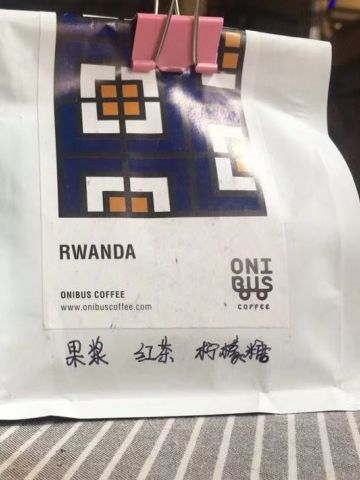 RWANDA
ONIBUS COFFEE
www.onibuscoffee.com
ONI
BUS
COFFEE
果浆 红茶 柠檬糖